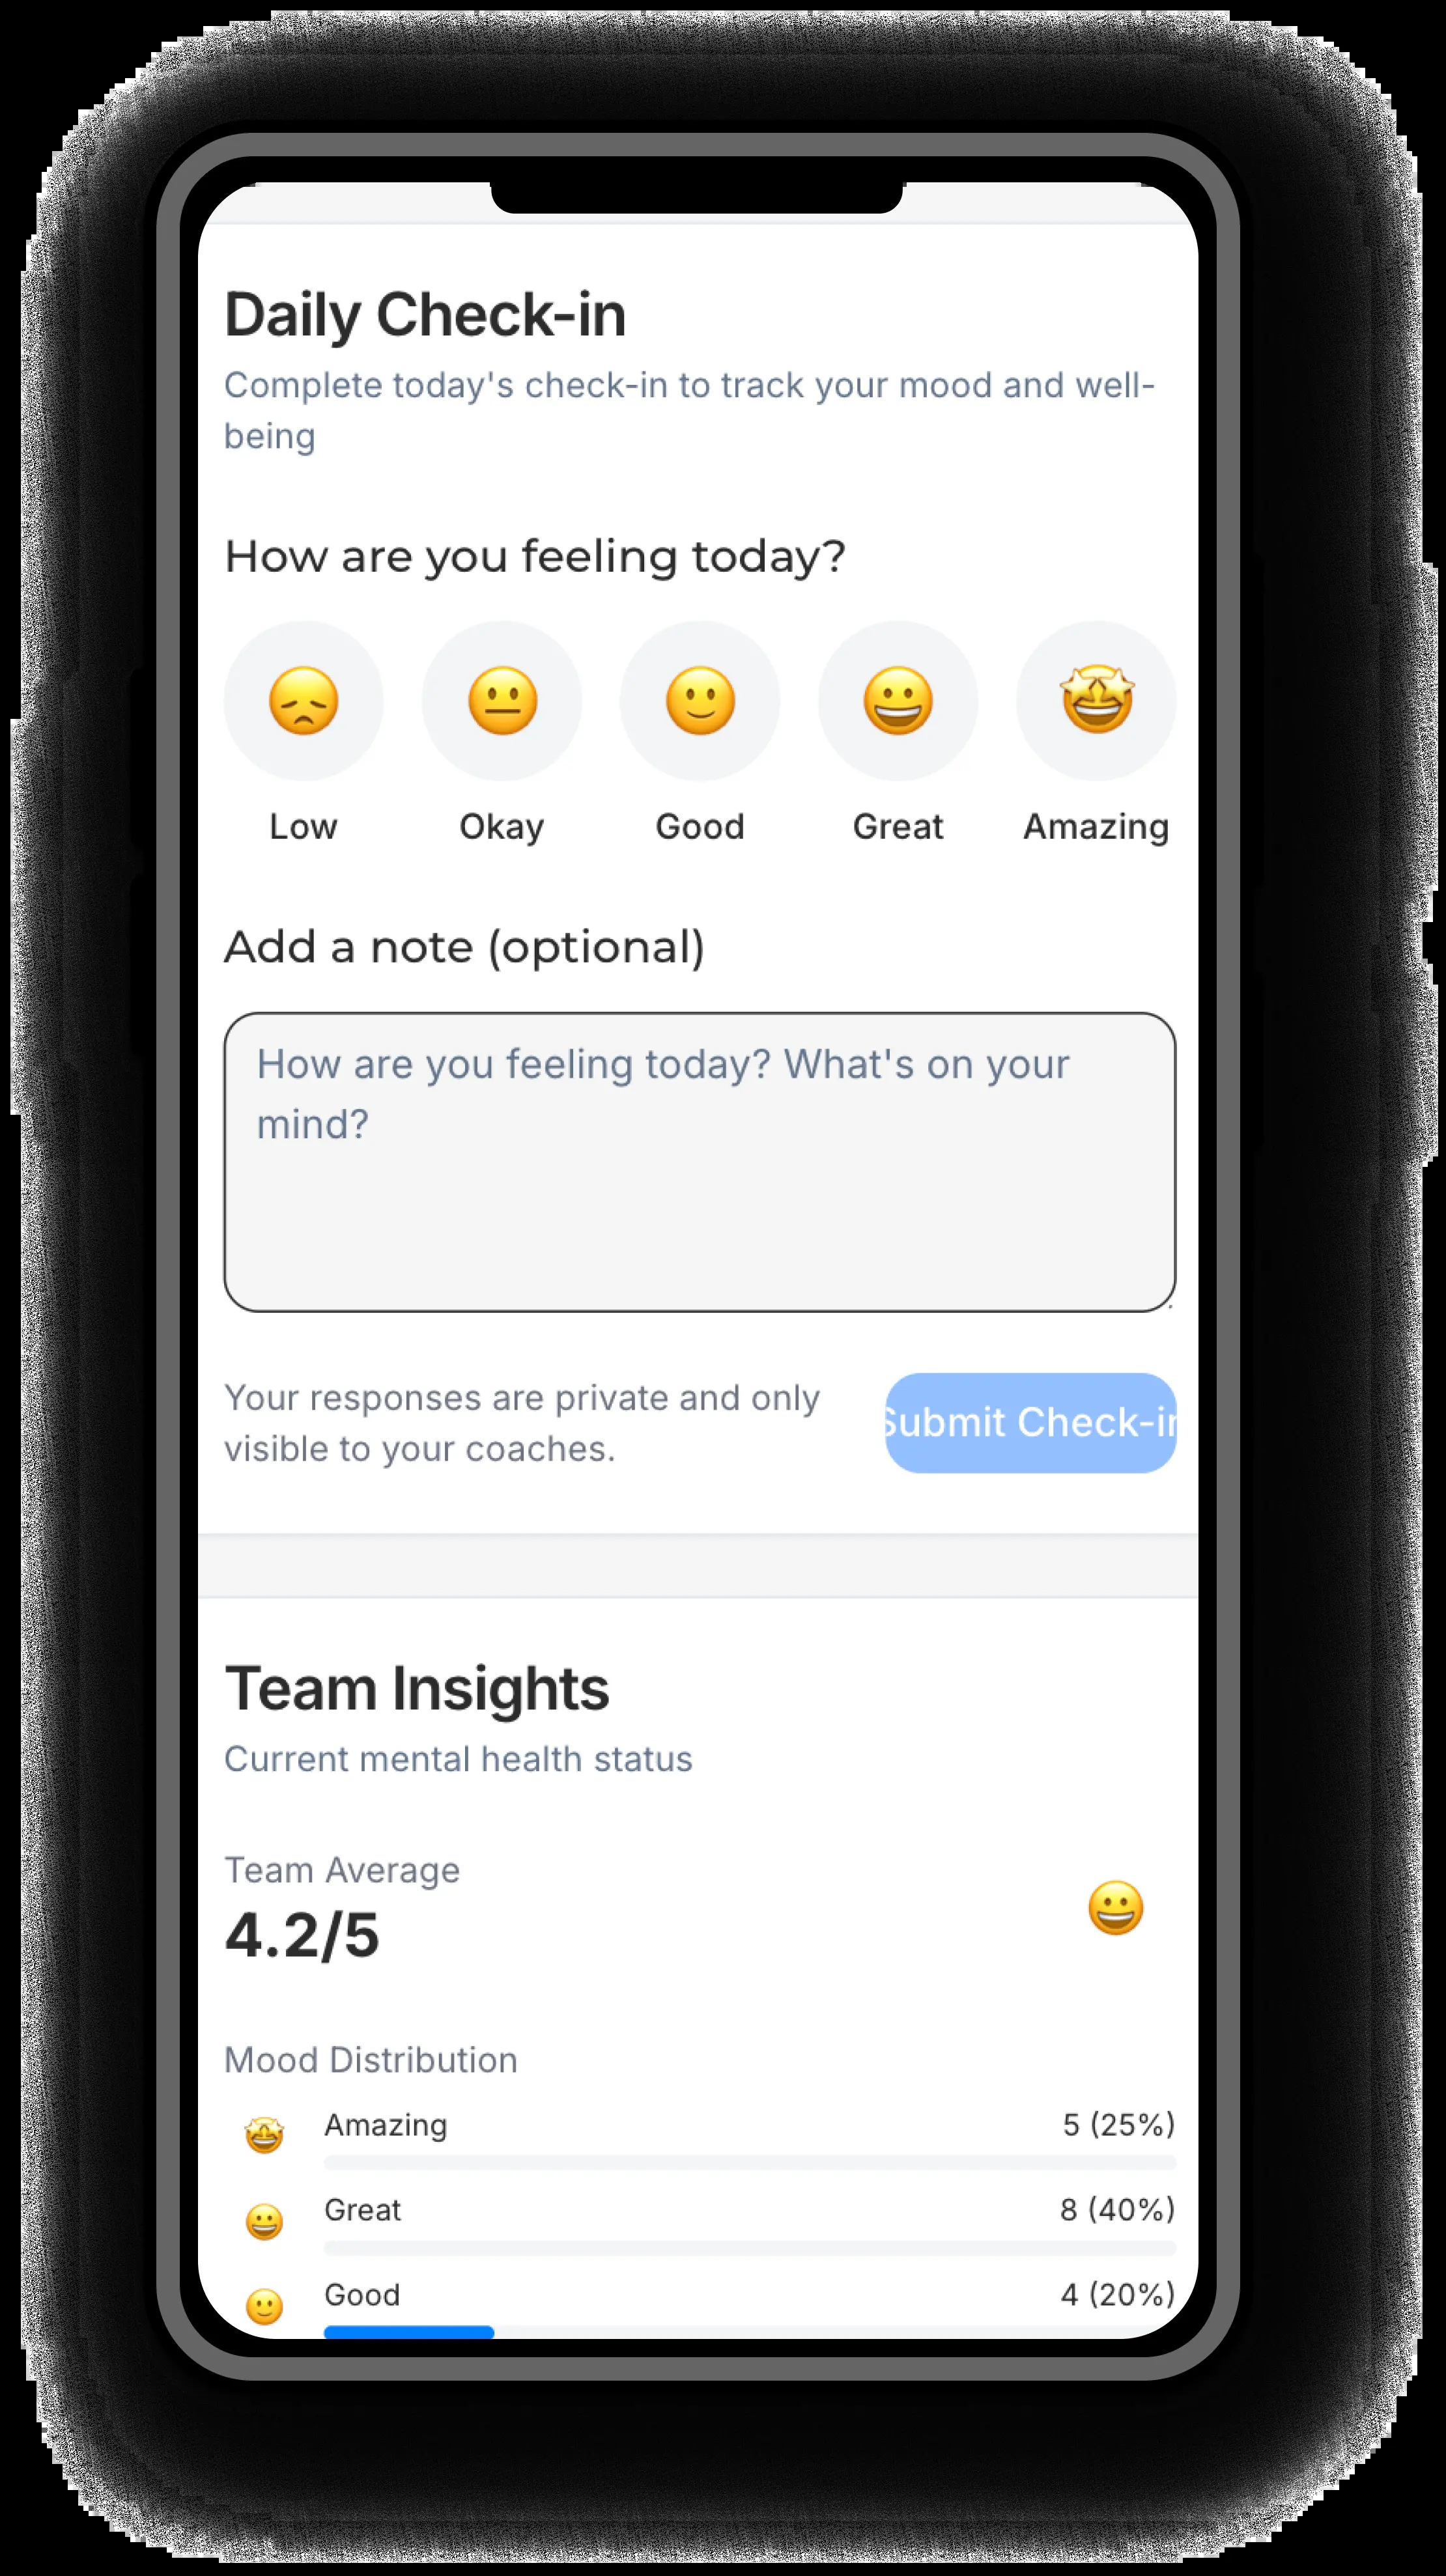 Daily Check-in
Complete today's check-in to track your mood and well-
being
How are you feeling today?
Low Okay Good Great Amazing
Add a note (optional)
How are you feeling today? What's on your
mind?
Your responses are private and only
visible to your coaches.
Submit Check-in
Team Insights
Current mental health status
Team Average
4.2/5
Mood Distribution
Amazing 5 (25%)
Great 8 (40%)
Good 4 (20%)